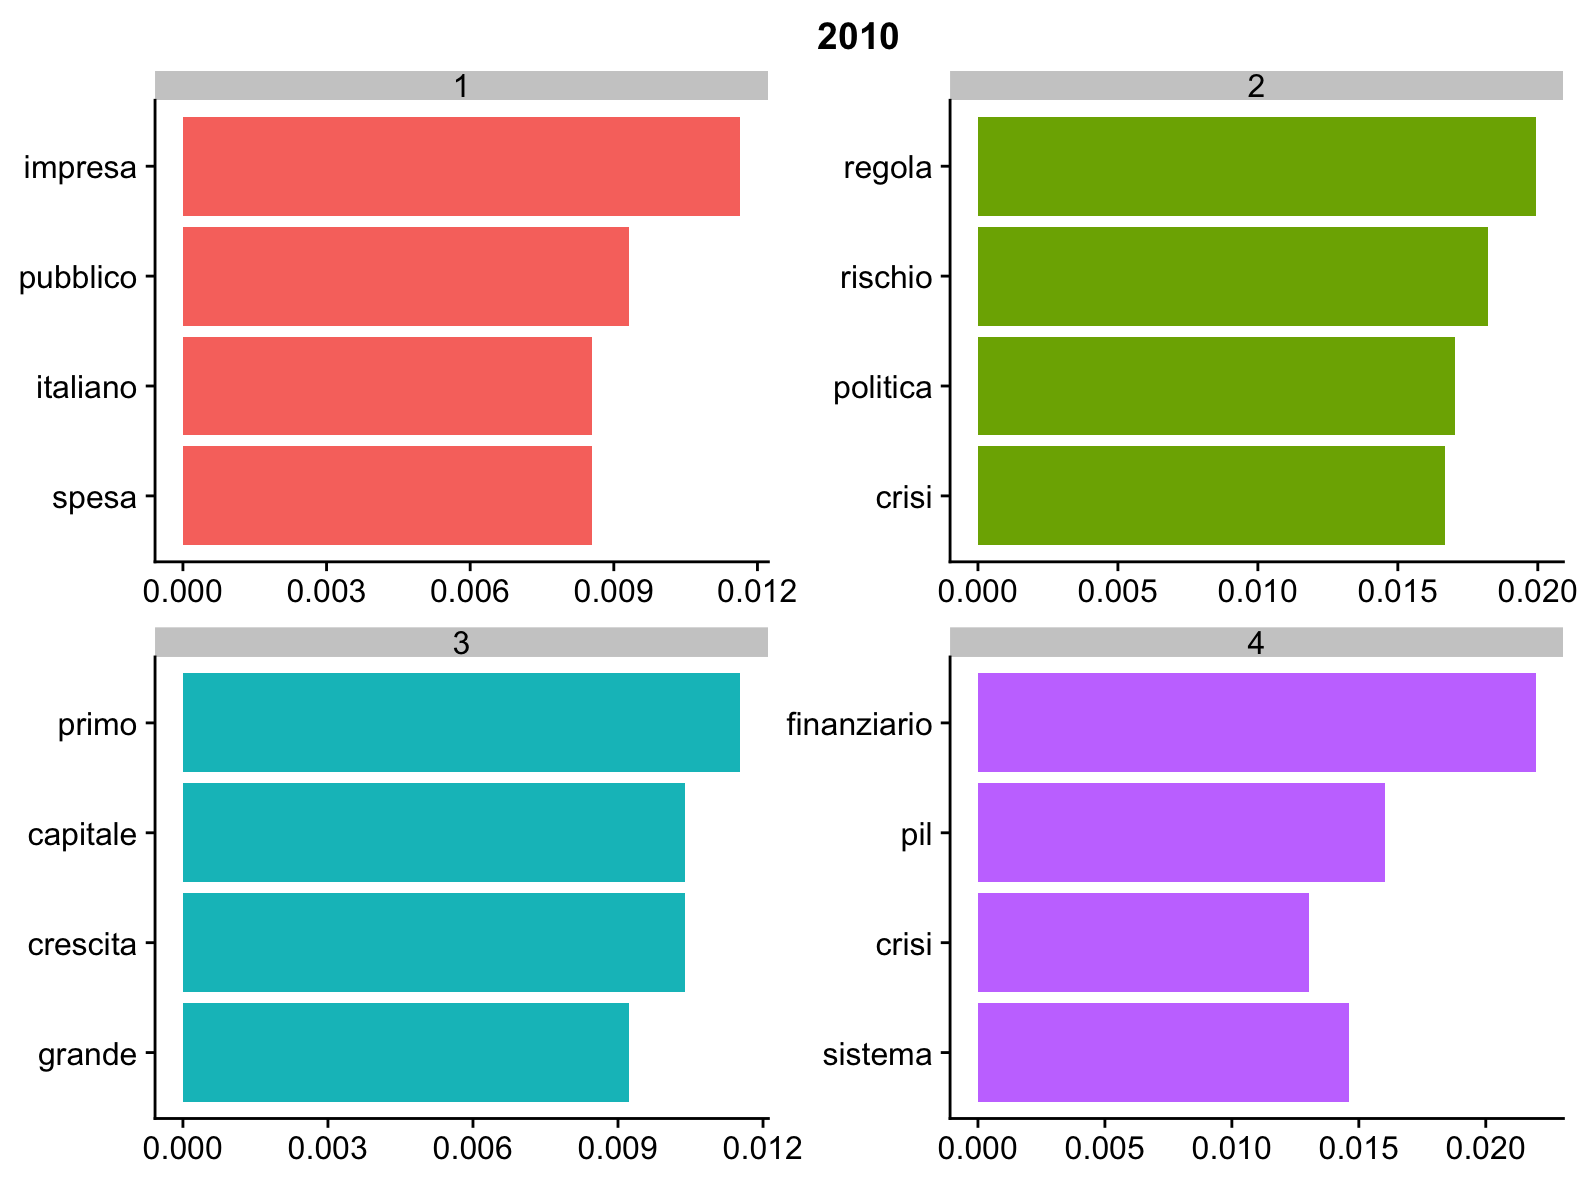 2010
1
impresa
pubblico
italiano
spesa
0.000 0.003 0.006 0.009 0.012
2
regola
rischio
politica
crisi
0.000 0.005 0.010 0.015 0.020
3
primo
capitale
crescita
grande
0.000 0.003 0.006 0.009 0.012
4
finanziario
pil
crisi
sistema
0.000 0.005 0.010 0.015 0.020